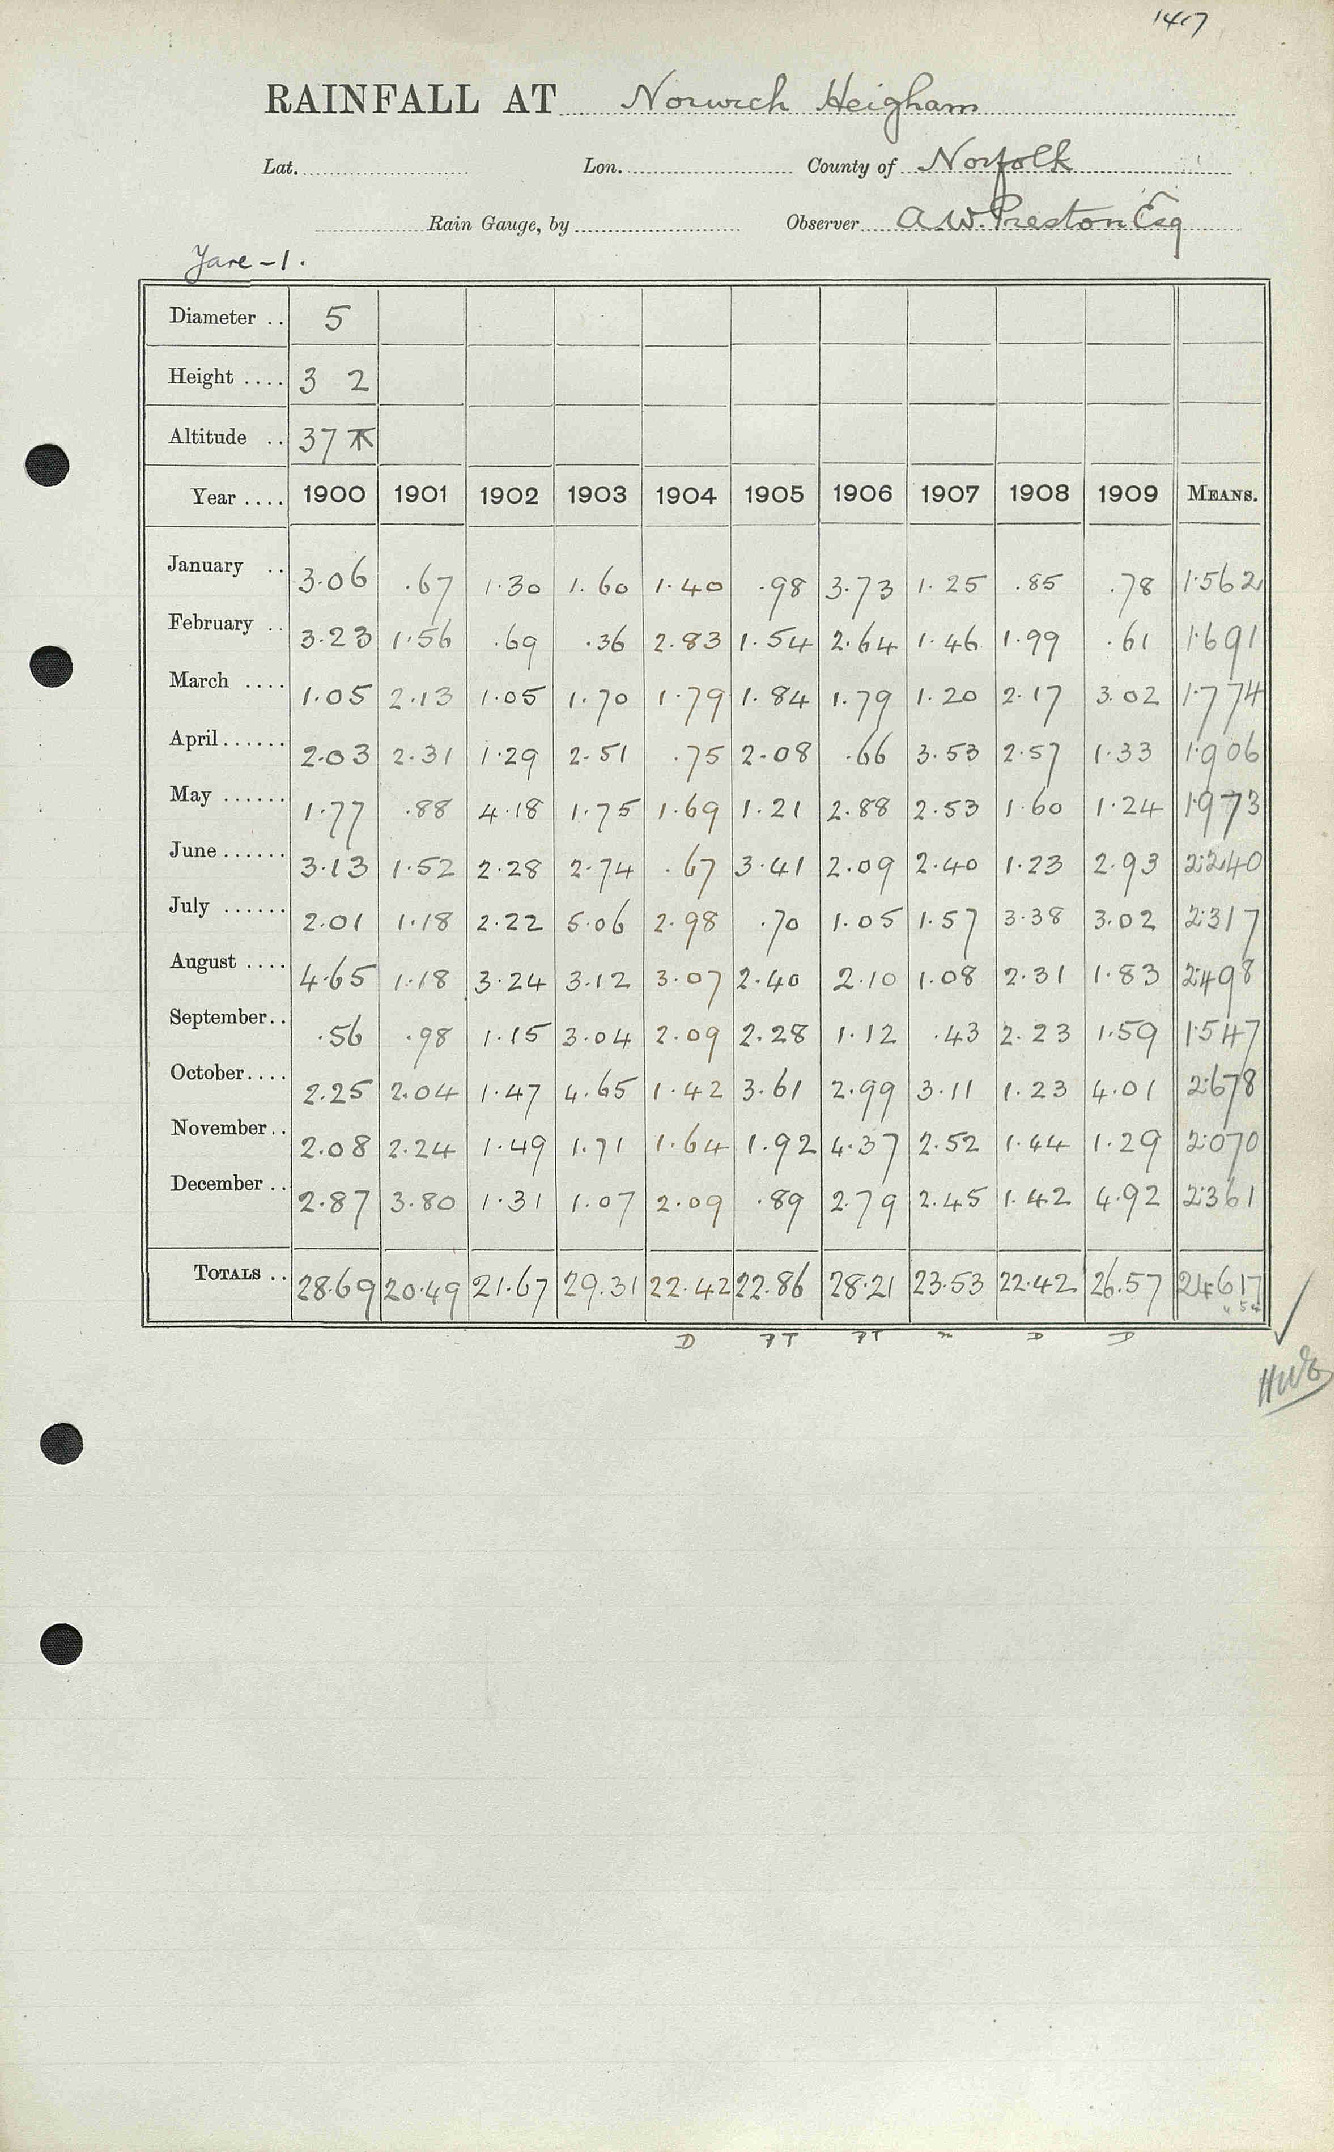 1417
RAINFALL AT Norwich Heigham
Lat. Lon. County of Norfolk
Rain Gauge, by Observer A.W. Preston Esq
Yare - 1.
Diameter .. 5
Height .... 3 2
Altitude .. 37
Year .... 1900 1901 1902 1903 1904 1905 1906 1907 1908 1909 MEANS.
January .. 3.06 .67 1.30 1.60 1.40 .98 3.73 1.25 .85 .78 1.562
February .. 3.23 1.56 .69 .36 2.83 1.54 2.64 1.46 1.99 .61 1.691
March .... 1.05 2.13 1.05 1.70 1.79 1.84 1.79 1.20 2.17 3.02 1.774
April...... 2.03 2.31 1.29 2.51 .75 2.08 .66 3.53 2.57 1.33 1.906
May ...... 1.77 .88 4.18 1.75 1.69 1.21 2.88 2.53 1.60 1.24 1.973
June...... 3.13 1.52 2.28 2.74 .67 3.41 2.09 2.40 1.23 2.93 2.240
July ...... 2.01 1.18 2.22 5.06 2.98 .70 1.05 1.57 3.38 3.02 2.317
August .... 4.65 1.18 3.24 3.12 3.07 2.40 2.10 1.08 2.31 1.83 2.498
September.. .56 .98 1.15 3.04 2.09 2.28 1.12 .43 2.23 1.59 1.547
October.... 2.25 2.04 1.47 4.65 1.42 3.61 2.99 3.11 1.23 4.01 2.678
November.. 2.08 2.24 1.49 1.71 1.64 1.92 4.37 2.52 1.44 1.29 2.070
December .. 2.87 3.80 1.31 1.07 2.09 .89 2.79 2.45 1.42 4.92 2.361
TOTALS .. 28.69 20.49 21.67 29.31 22.42 22.86 28.21 23.53 22.42 26.57 24.617
D PT PT m D D